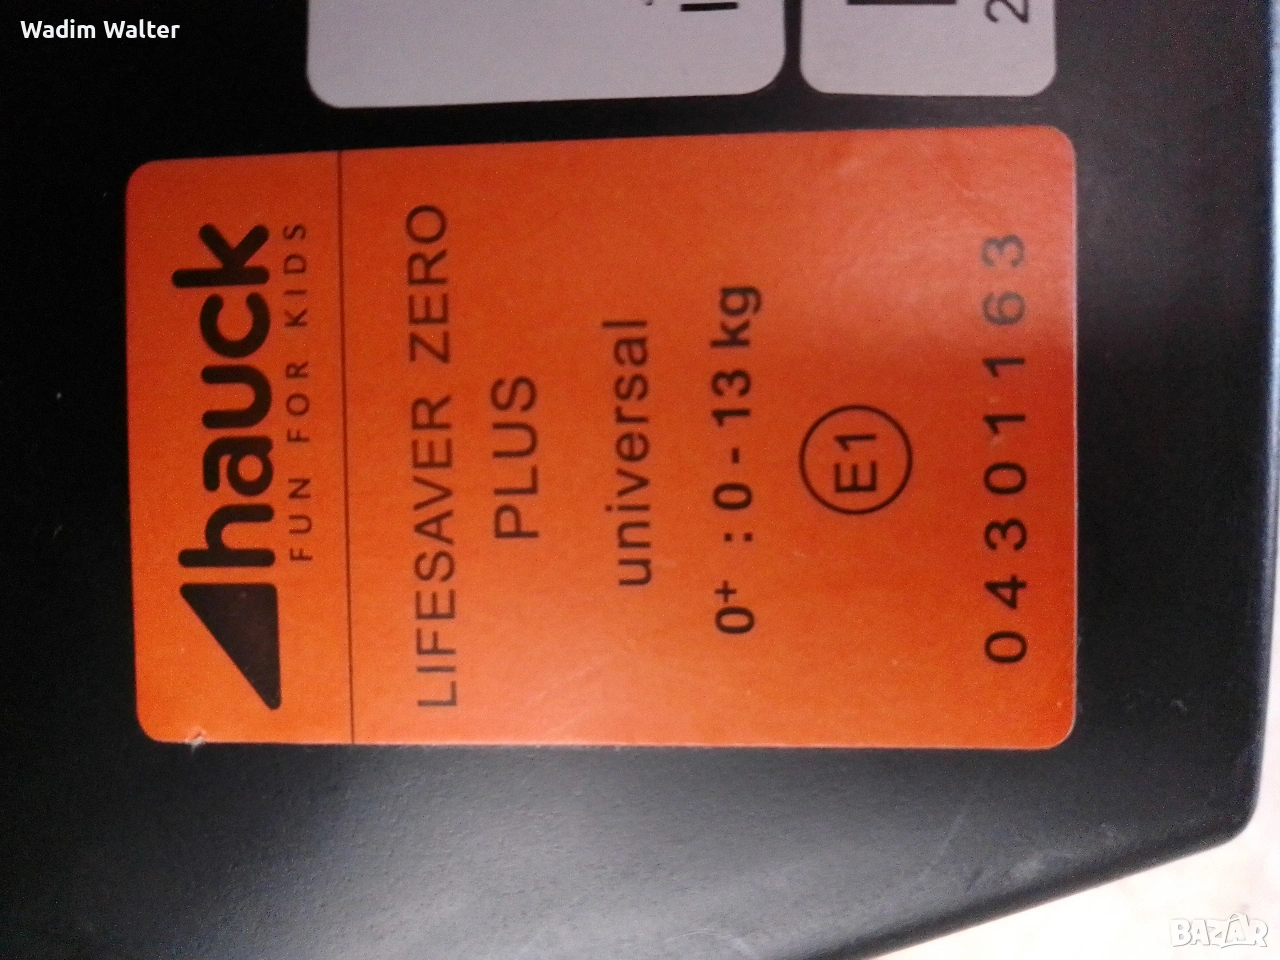 Wadim Walter
hauck
FUN FOR KIDS
LIFESAVER ZERO
PLUS
universal
0+ : 0 - 13 kg
E1
04301163
BAZAR